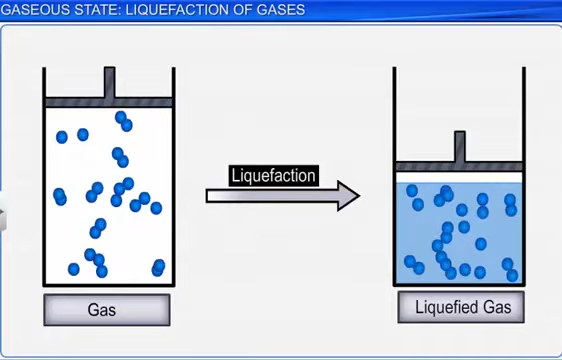 GASEOUS STATE: LIQUEFACTION OF GASES
Liquefaction
Gas
Liquefied Gas